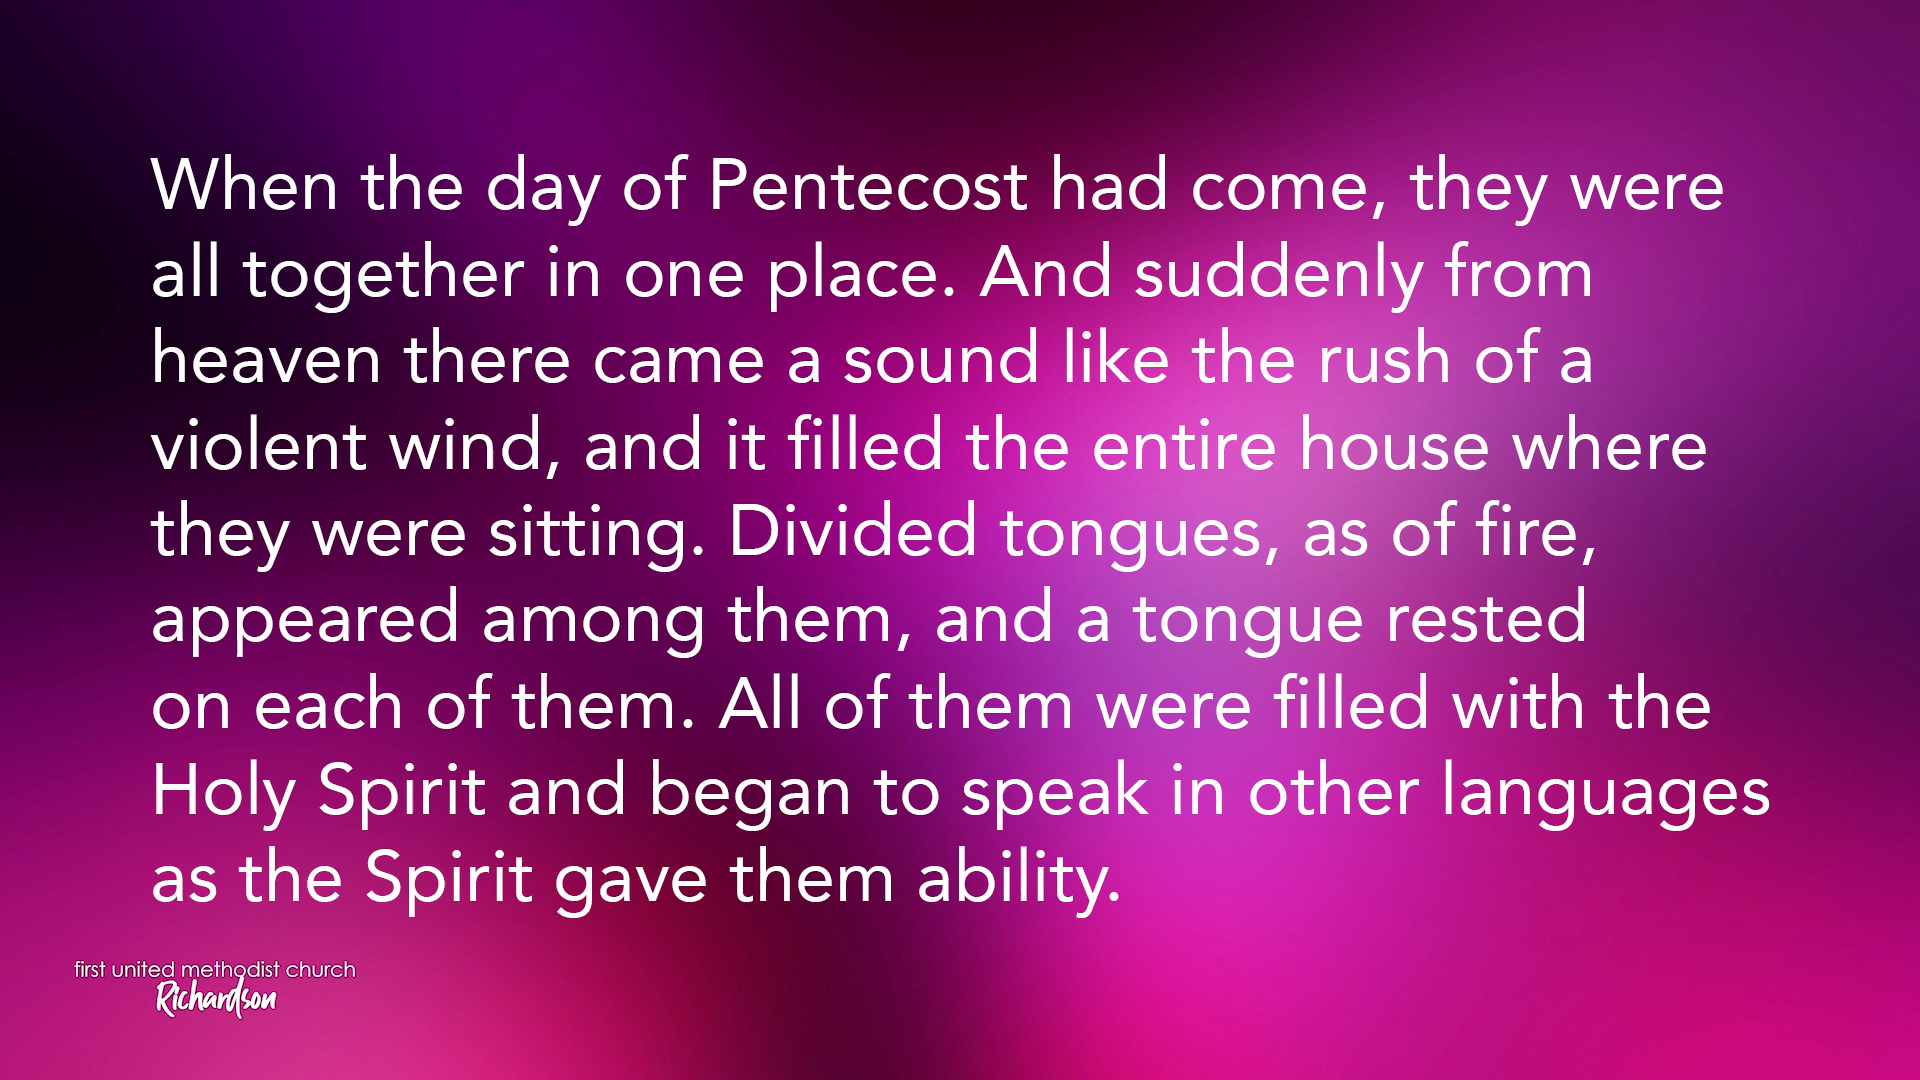 When the day of Pentecost had come, they were
all together in one place. And suddenly from
heaven there came a sound like the rush of a
violent wind, and it filled the entire house where
they were sitting. Divided tongues, as of fire,
appeared among them, and a tongue rested
on each of them. All of them were filled with the
Holy Spirit and began to speak in other languages
as the Spirit gave them ability.
first united methodist church
Richardson